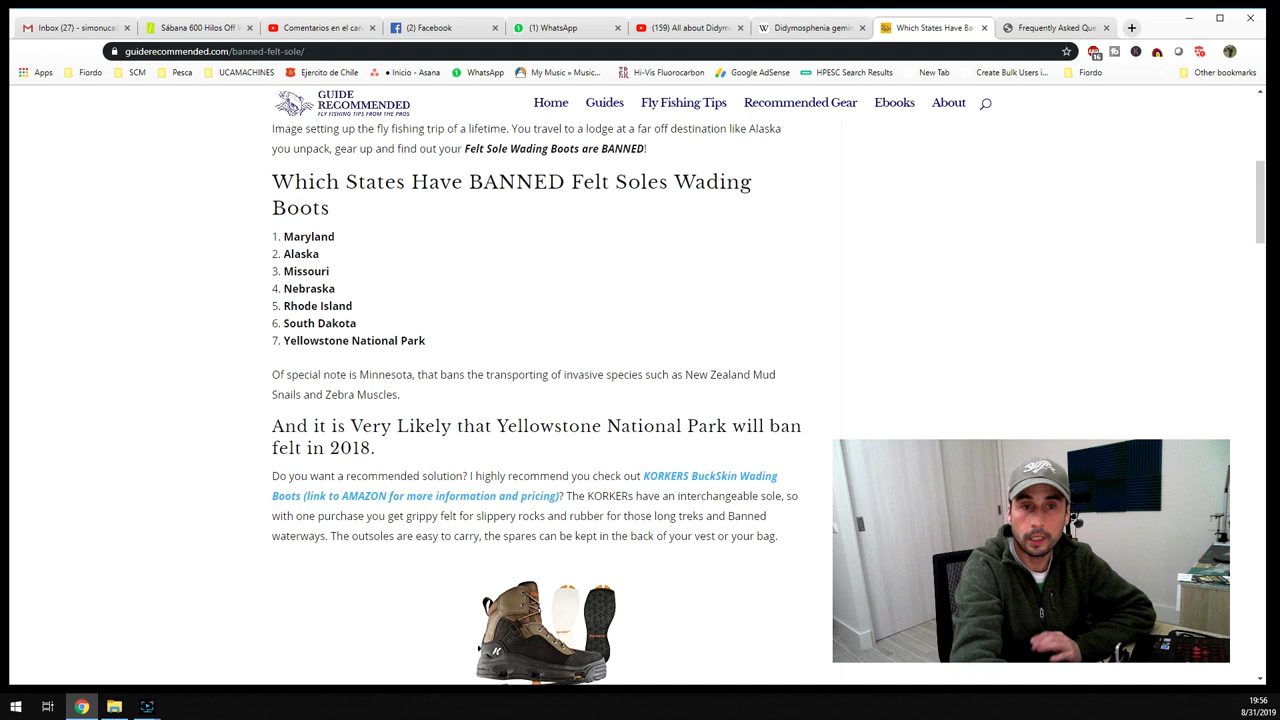 Inbox (27) - simonuca
Sábana 600 Hilos Off W
Comentarios en el can
(2) Facebook
(1) WhatsApp
(159) All about Didym
Didymosphenia gemin
Which States Have Ba
Frequently Asked Que
guiderecommended.com/banned-felt-sole/
16
Apps
Fiordo
SCM
Pesca
UCAMACHINES
Ejercito de Chile
• Inicio - Asana
WhatsApp
My Music » Music...
Hi-Vis Fluorocarbon
Google AdSense
HPESC Search Results
New Tab
Create Bulk Users i...
Fiordo
Other bookmarks
GUIDE
RECOMMENDED
FLY FISHING TIPS FROM THE PROS
Home
Guides
Fly Fishing Tips
Recommended Gear
Ebooks
About
Image setting up the fly fishing trip of a lifetime. You travel to a lodge at a far off destination like Alaska
you unpack, gear up and find out your Felt Sole Wading Boots are BANNED!
Which States Have BANNED Felt Soles Wading
Boots
1. Maryland
2. Alaska
3. Missouri
4. Nebraska
5. Rhode Island
6. South Dakota
7. Yellowstone National Park
Of special note is Minnesota, that bans the transporting of invasive species such as New Zealand Mud
Snails and Zebra Muscles.
And it is Very Likely that Yellowstone National Park will ban
felt in 2018.
Do you want a recommended solution? I highly recommend you check out KORKERS BuckSkin Wading
Boots (link to AMAZON for more information and pricing)? The KORKERs have an interchangeable sole, so
with one purchase you get grippy felt for slippery rocks and rubber for those long treks and Banned
waterways. The outsoles are easy to carry, the spares can be kept in the back of your vest or your bag.
19:56
8/31/2019